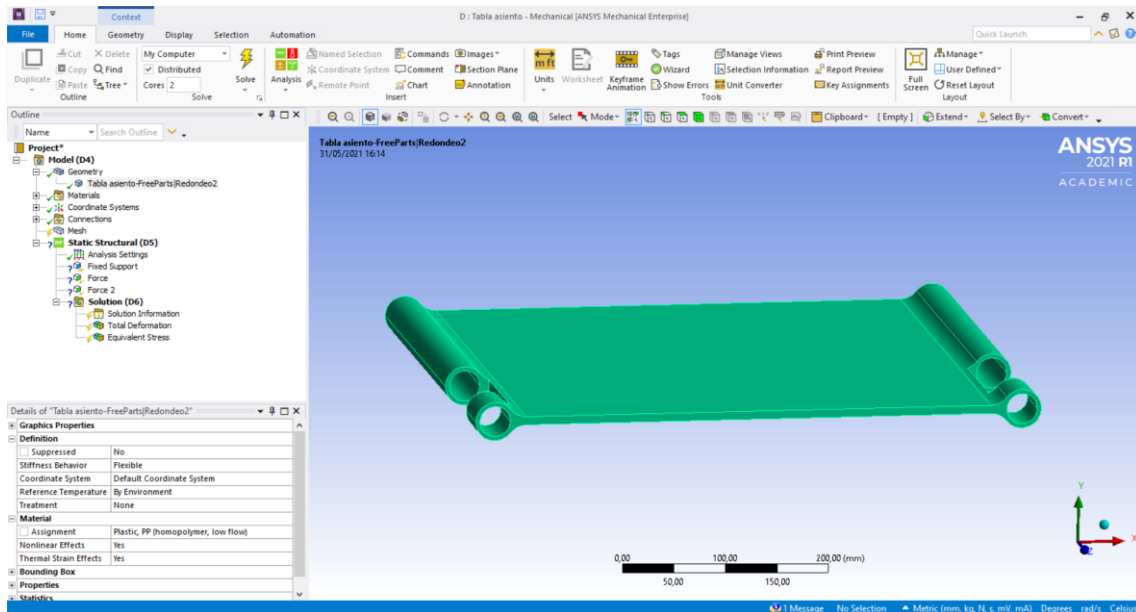 D : Tabla asiento - Mechanical [ANSYS Mechanical Enterprise]
Context
File Home Geometry Display Selection Automation
Quick Launch
Duplicate
Cut
Copy
Paste
Delete
Find
Tree
Outline
My Computer
Distributed
Cores 2
Solve
Solve
Analysis
Named Selection
Coordinate System
Remote Point
Commands
Comment
Chart
Images
Section Plane
Annotation
Insert
Units
Worksheet
Keyframe
Animation
Tags
Wizard
Show Errors
Manage Views
Selection Information
Unit Converter
Print Preview
Report Preview
Key Assignments
Tools
Full
Screen
Manage
User Defined
Reset Layout
Layout
Outline
Name Search Outline
Project*
Model (D4)
Geometry
Tabla asiento-FreeParts|Redondeo2
Materials
Coordinate Systems
Connections
Mesh
Static Structural (D5)
Analysis Settings
Fixed Support
Force
Force 2
Solution (D6)
Solution Information
Total Deformation
Equivalent Stress
Details of "Tabla asiento-FreeParts|Redondeo2"
Graphics Properties
Definition
Suppressed No
Stiffness Behavior Flexible
Coordinate System Default Coordinate System
Reference Temperature By Environment
Treatment None
Material
Assignment Plastic, PP (homopolymer, low flow)
Nonlinear Effects Yes
Thermal Strain Effects Yes
Bounding Box
Properties
Statistics
Select Mode Clipboard [ Empty ] Extend Select By Convert
Tabla asiento-FreeParts|Redondeo2
31/05/2021 16:14
ANSYS
2021 R1
ACADEMIC
Y
X
Z
0,00 100,00 200,00 (mm)
50,00 150,00
1 Message No Selection Metric (mm, kg, N, s, mV, mA) Degrees rad/s Celsius